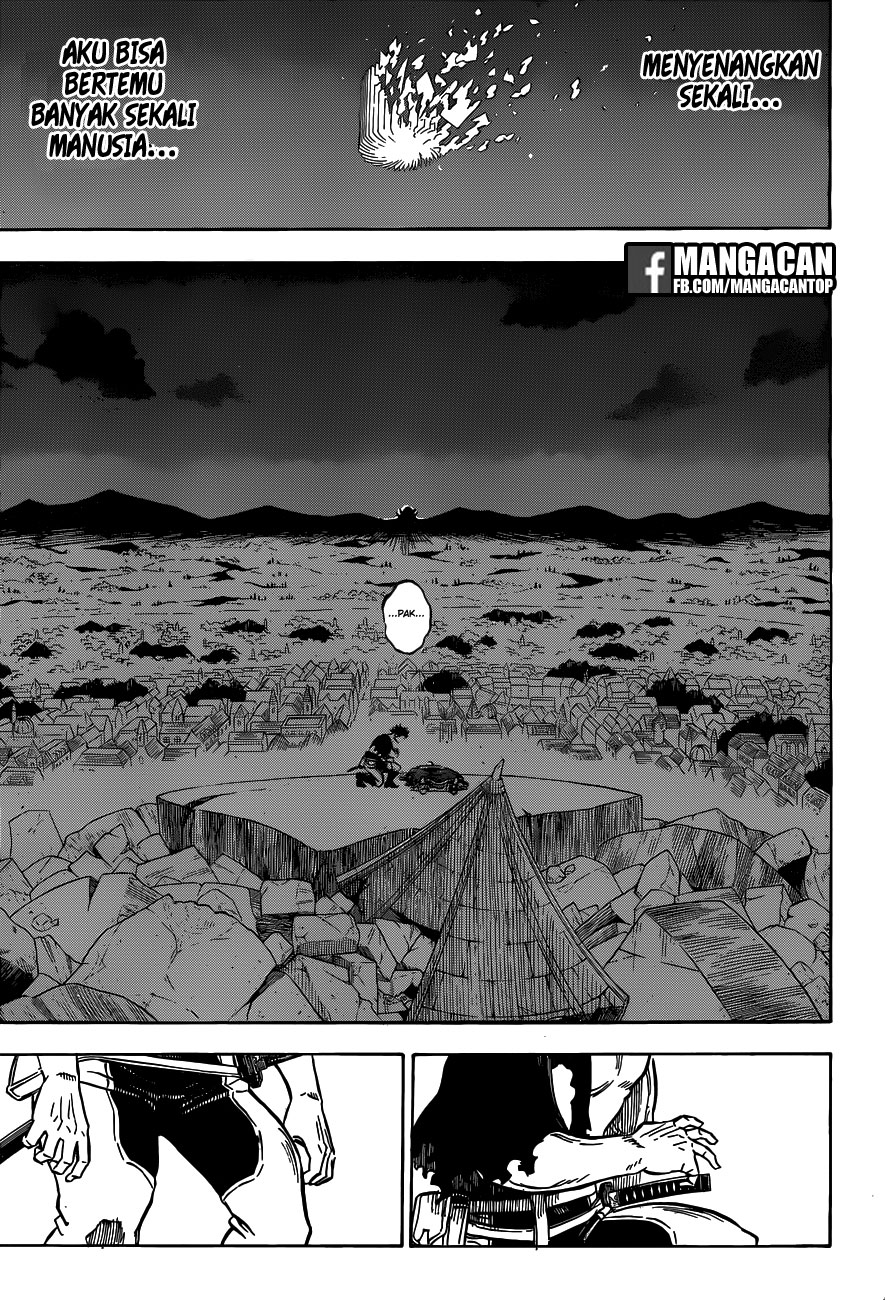 MENYENANGKAN
SEKALI...
AKU BISA
BERTEMU
BANYAK SEKALI
MANUSIA...
f MANGACAN
FB.COM/MANGACANTOP
...PAK...